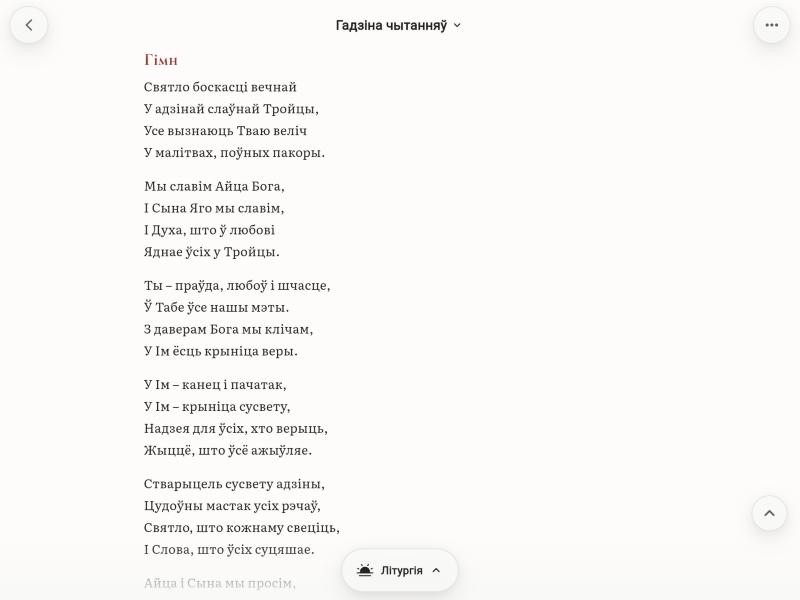 Гадзіна чытанняў
Гімн
Святло боскасці вечнай
У адзінай слаўнай Тройцы,
Усе вызнаюць Тваю веліч
У малітвах, поўных пакоры.
Мы славім Айца Бога,
І Сына Яго мы славім,
І Духа, што ў любові
Яднае ўсіх у Тройцы.
Ты – праўда, любоў і шчасце,
Ў Табе ўсе нашы мэты.
З даверам Бога мы клічам,
У Ім ёсць крыніца веры.
У Ім – канец і пачатак,
У Ім – крыніца сусвету,
Надзея для ўсіх, хто верыць,
Жыццё, што ўсё ажыўляе.
Стварыцель сусвету адзіны,
Цудоўны мастак усіх рэчаў,
Святло, што кожнаму свеціць,
І Слова, што ўсіх суцяшае.
Літургія
Айца і Сына мы просім,